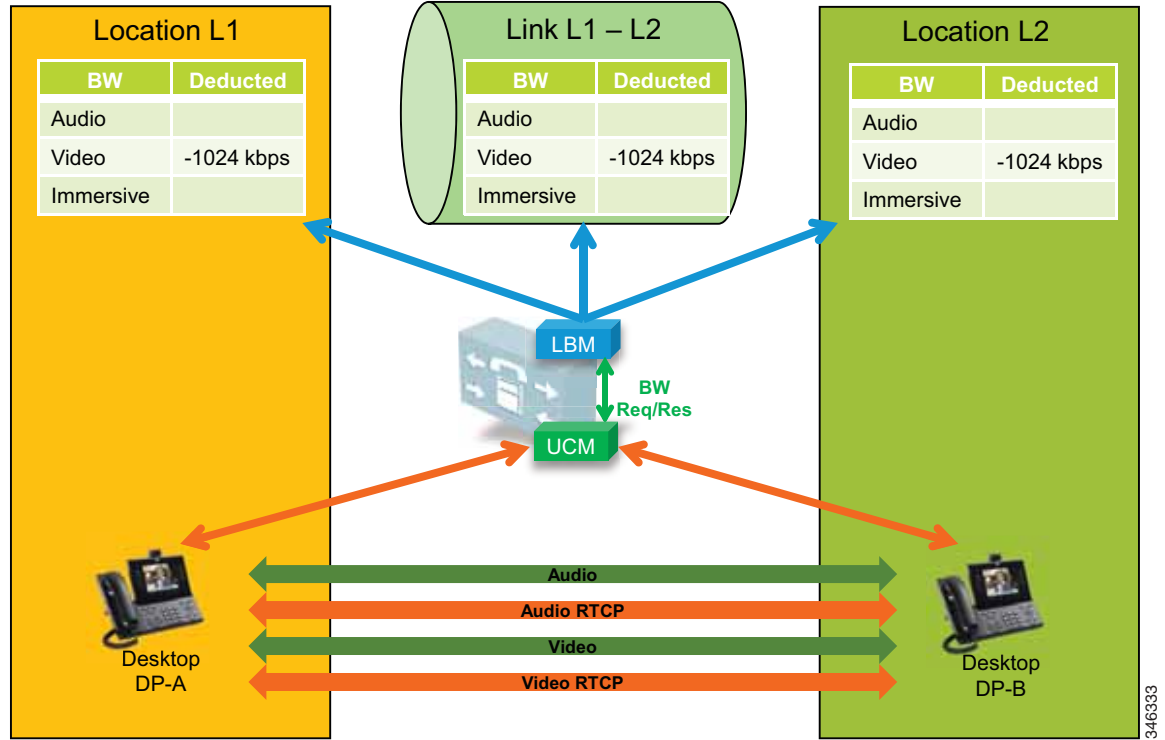 Location L1
BW Deducted
Audio
Video -1024 kbps
Immersive
Link L1 – L2
BW Deducted
Audio
Video -1024 kbps
Immersive
Location L2
BW Deducted
Audio
Video -1024 kbps
Immersive
LBM
BW
Req/Res
UCM
Audio
Audio RTCP
Video
Video RTCP
Desktop
DP-A
Desktop
DP-B
346333